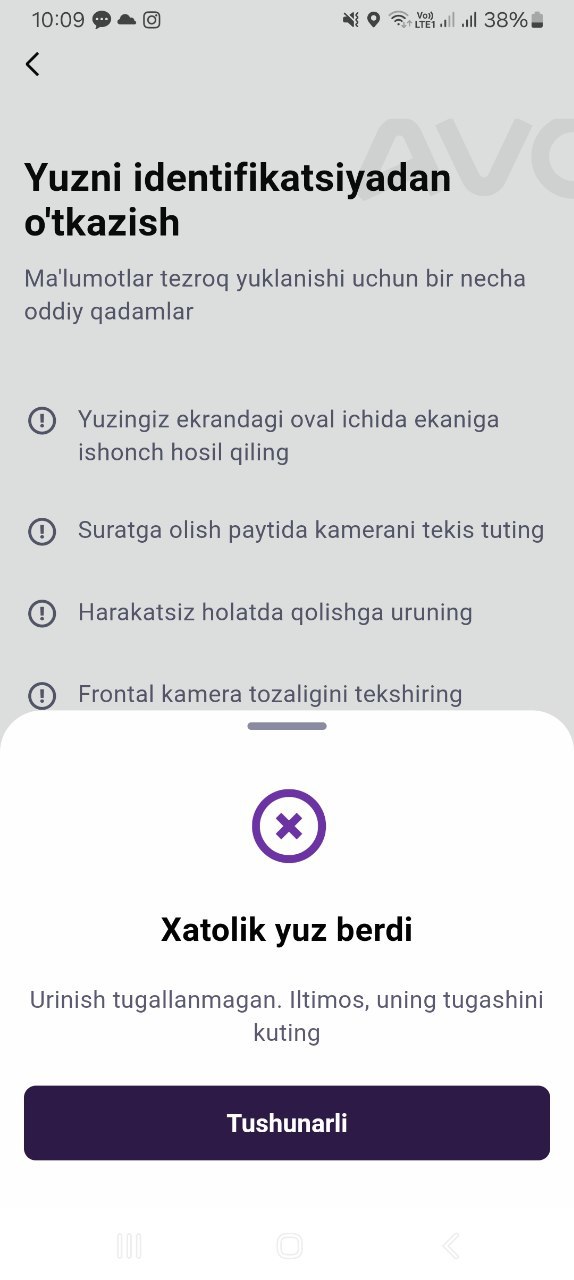 10:09
Vo))
LTE1
38%
AVO
Yuzni identifikatsiyadan
o'tkazish
Ma'lumotlar tezroq yuklanishi uchun bir necha
oddiy qadamlar
Yuzingiz ekrandagi oval ichida ekaniga
ishonch hosil qiling
Suratga olish paytida kamerani tekis tuting
Harakatsiz holatda qolishga uruning
Frontal kamera tozaligini tekshiring
Xatolik yuz berdi
Urinish tugallanmagan. Iltimos, uning tugashini
kuting
Tushunarli